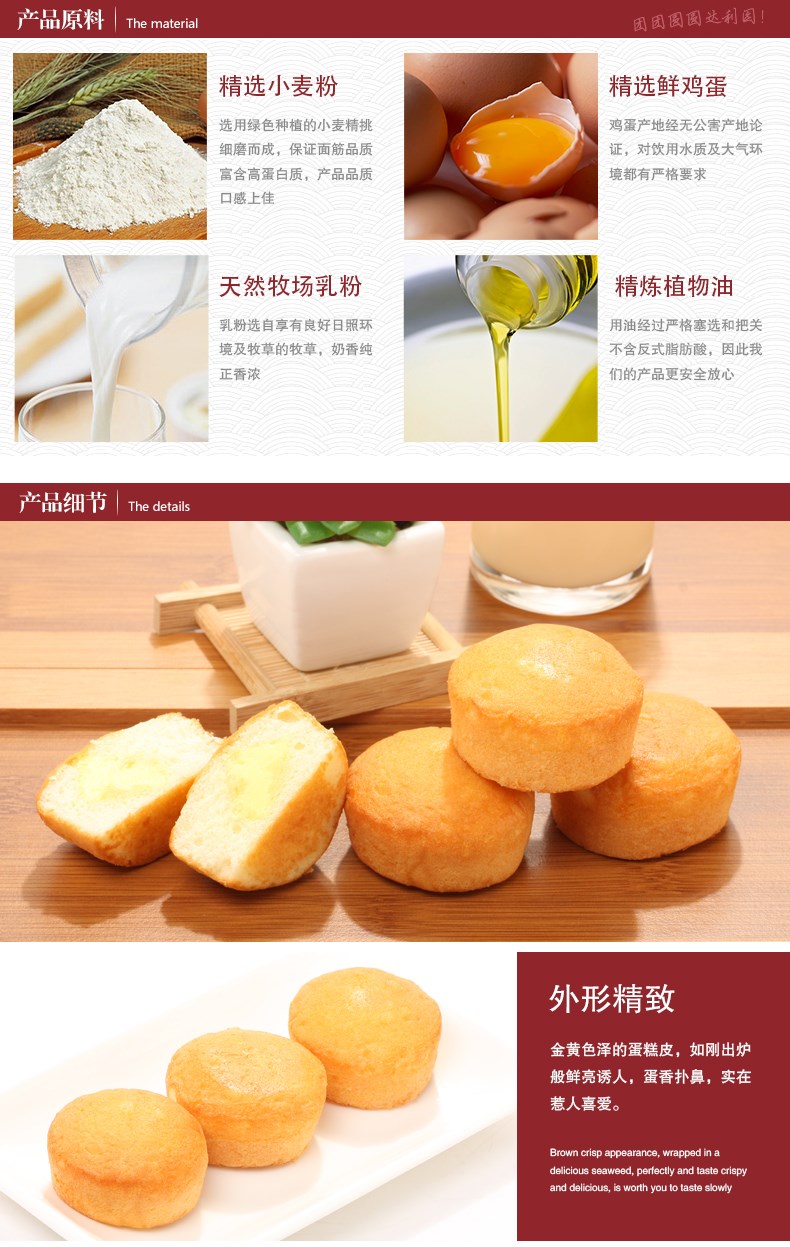 产品原料 The material
团团圆圆达利园!
精选小麦粉
选用绿色种植的小麦精挑
细磨而成，保证面筋品质
富含高蛋白质，产品品质
口感上佳
精选鲜鸡蛋
鸡蛋产地经无公害产地论
证，对饮用水质及大气环
境都有严格要求
天然牧场乳粉
乳粉选自享有良好日照环
境及牧草的牧草，奶香纯
正香浓
精炼植物油
用油经过严格塞选和把关
不含反式脂肪酸，因此我
们的产品更安全放心
产品细节 The details
外形精致
金黄色泽的蛋糕皮，如刚出炉
般鲜亮诱人，蛋香扑鼻，实在
惹人喜爱。
Brown crisp appearance, wrapped in a
delicious seaweed, perfectly and taste crispy
and delicious, is worth you to taste slowly